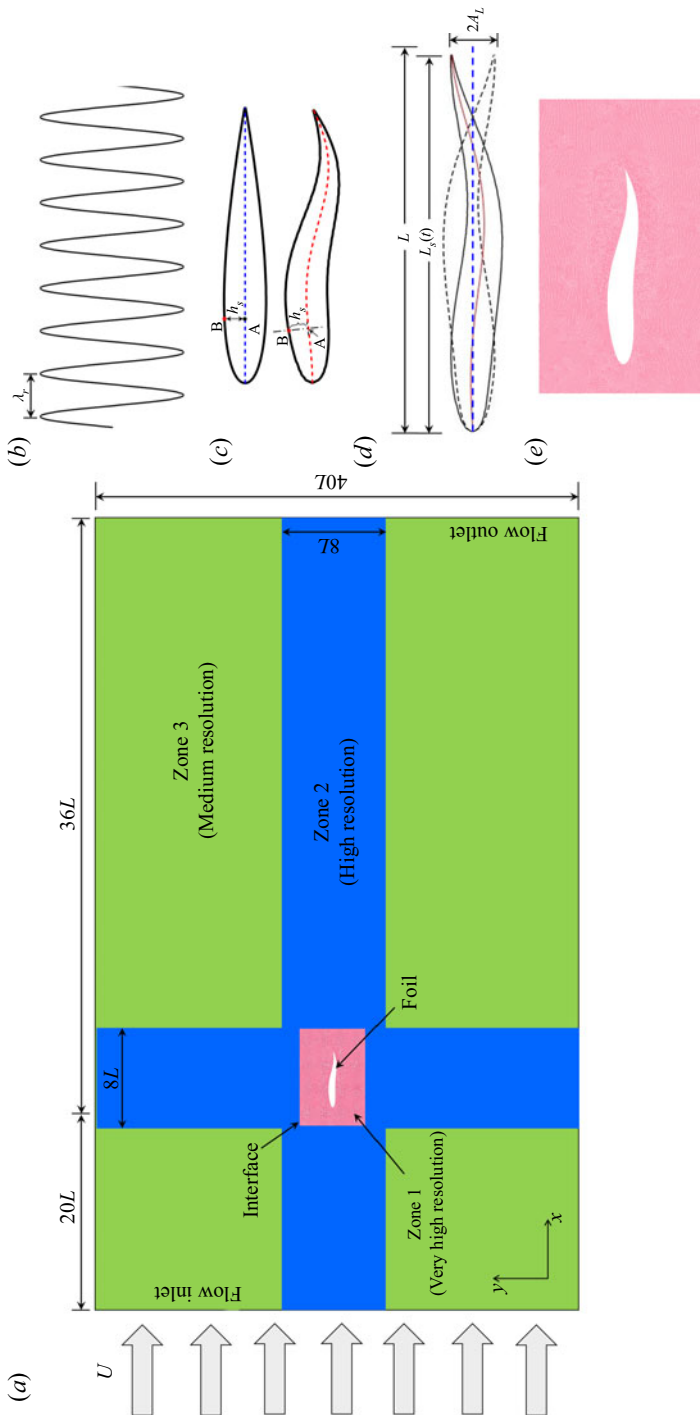 (a)
U
20L
36L
Flow inlet
8L
Zone 3
(Medium resolution)
40L
Interface
Zone 2
(High resolution)
8L
Foil
Zone 1
(Very high resolution)
y
x
Flow outlet
(b)
λr
(c)
B
hs
A
B
hs
A
(d)
L
Ls(t)
2AL
(e)